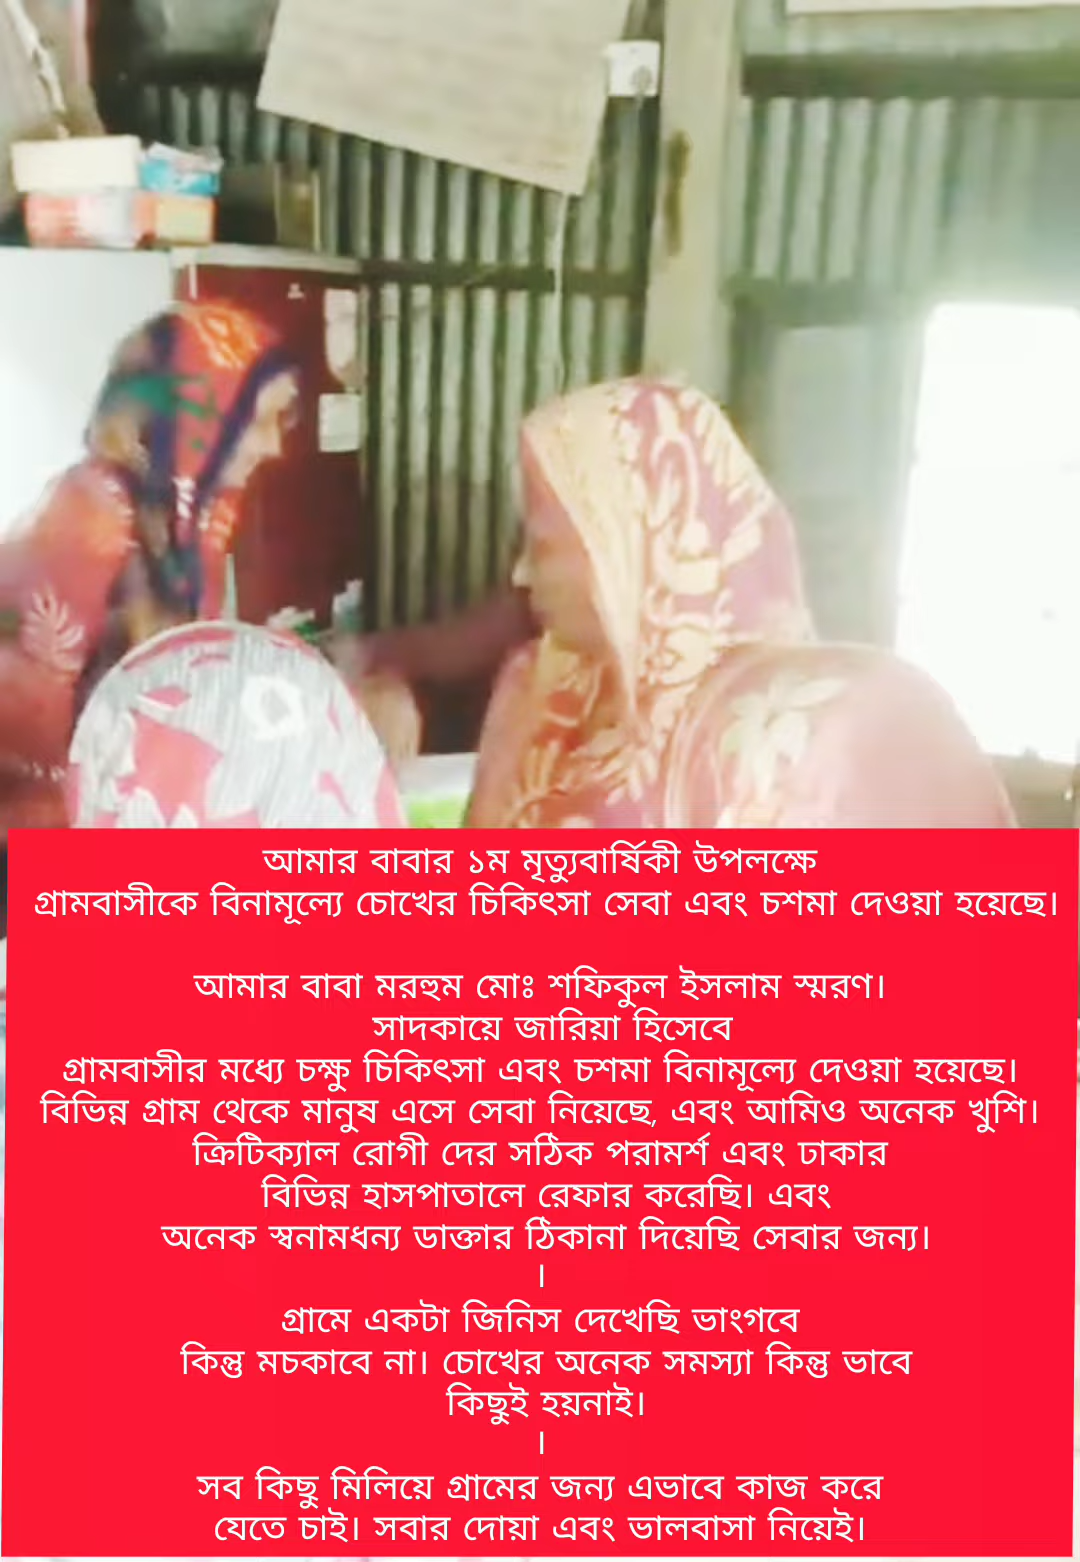 আমার বাবার ১ম মৃত্যুবার্ষিকী উপলক্ষে
গ্রামবাসীকে বিনামূল্যে চোখের চিকিৎসা সেবা এবং চশমা দেওয়া হয়েছে।
আমার বাবা মরহুম মোঃ শফিকুল ইসলাম স্মরণ।
সাদকায়ে জারিয়া হিসেবে
গ্রামবাসীর মধ্যে চক্ষু চিকিৎসা এবং চশমা বিনামূল্যে দেওয়া হয়েছে।
বিভিন্ন গ্রাম থেকে মানুষ এসে সেবা নিয়েছে, এবং আমিও অনেক খুশি।
ক্রিটিক্যাল রোগী দের সঠিক পরামর্শ এবং ঢাকার
বিভিন্ন হাসপাতালে রেফার করেছি। এবং
অনেক স্বনামধন্য ডাক্তার ঠিকানা দিয়েছি সেবার জন্য।
।
গ্রামে একটা জিনিস দেখেছি ভাংগবে
কিন্তু মচকাবে না। চোখের অনেক সমস্যা কিন্তু ভাবে
কিছুই হয়নাই।
।
সব কিছু মিলিয়ে গ্রামের জন্য এভাবে কাজ করে
যেতে চাই। সবার দোয়া এবং ভালবাসা নিয়েই।